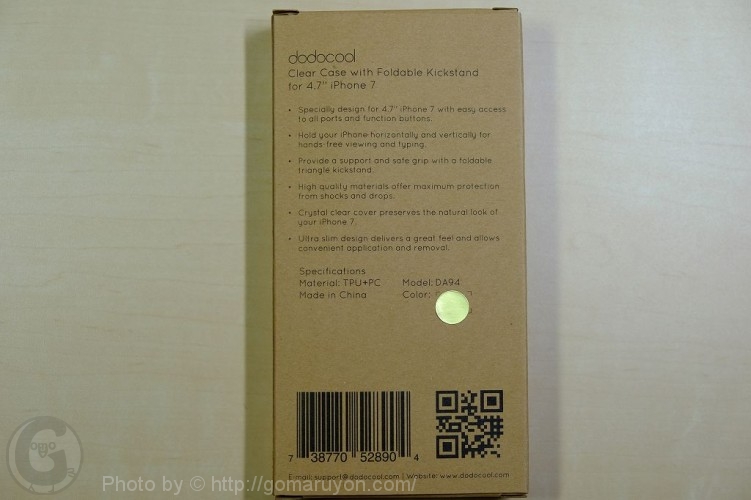 dodocool
Clear Case with Foldable Kickstand
for 4.7" iPhone 7
• Specially design for 4.7" iPhone 7 with easy access
to all ports and function buttons.
• Hold your iPhone horizontally and vertically for
hands-free viewing and typing.
• Provide a support and safe grip with a foldable
triangle kickstand.
• High quality materials offer maximum protection
from shocks and drops.
• Crystal clear cover preserves the natural look of
your iPhone 7.
• Ultra slim design delivers a great feel and allows
convenient application and removal.
Specifications
Material: TPU+PC Model: DA94
Made in China Color:
7 38770 52890 4
E-mail: support@dodocool.com | Website: www.dodocool.com
Photo by © http://gomaruyon.com/